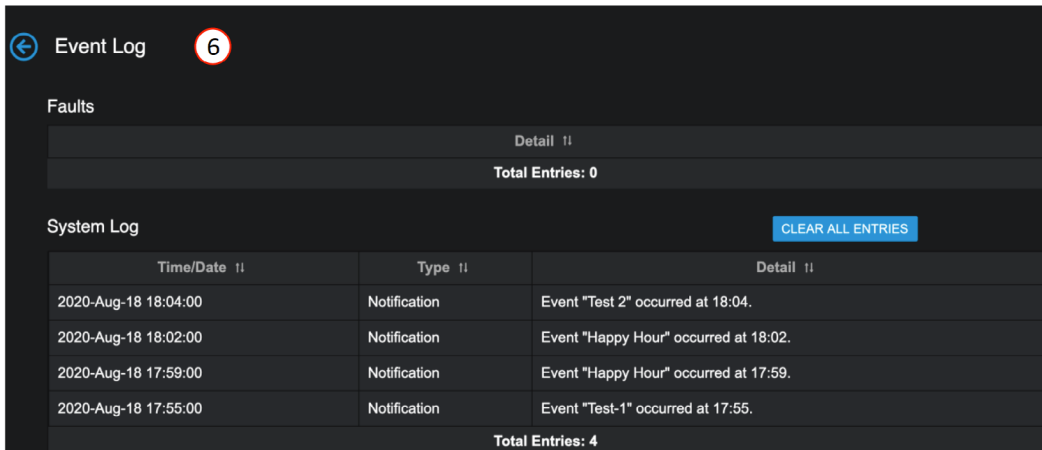 Event Log 6
Faults
Detail
Total Entries: 0
System Log CLEAR ALL ENTRIES
Time/Date Type Detail
2020-Aug-18 18:04:00 Notification Event "Test 2" occurred at 18:04.
2020-Aug-18 18:02:00 Notification Event "Happy Hour" occurred at 18:02.
2020-Aug-18 17:59:00 Notification Event "Happy Hour" occurred at 17:59.
2020-Aug-18 17:55:00 Notification Event "Test-1" occurred at 17:55.
Total Entries: 4